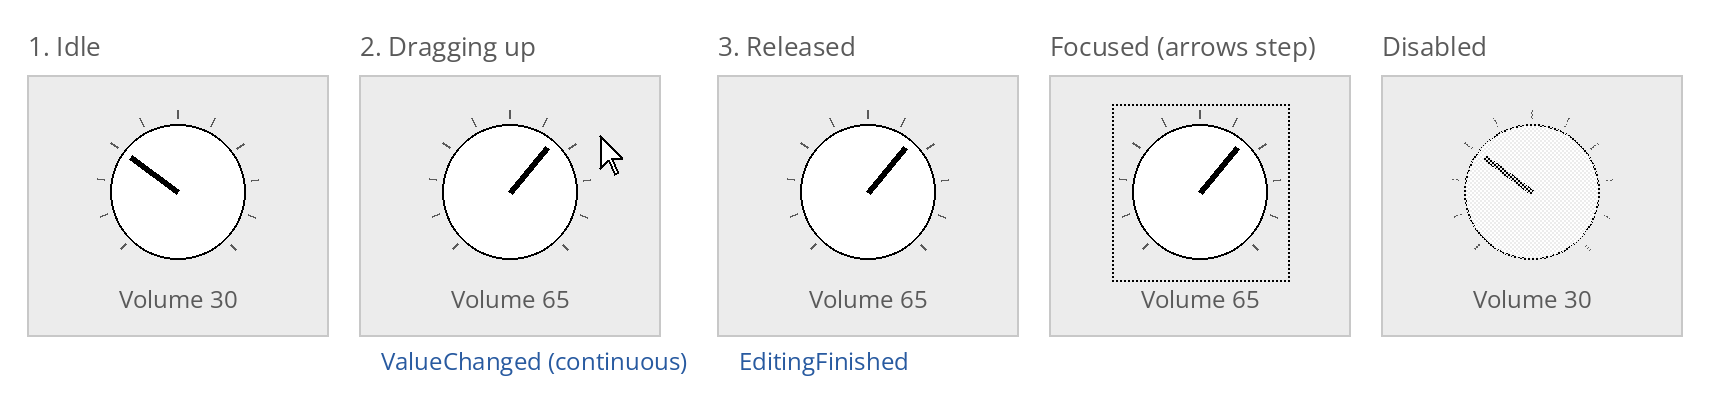 1. Idle
2. Dragging up
3. Released
Focused (arrows step)
Disabled
Volume 30
Volume 65
Volume 65
Volume 65
Volume 30
ValueChanged (continuous)
EditingFinished